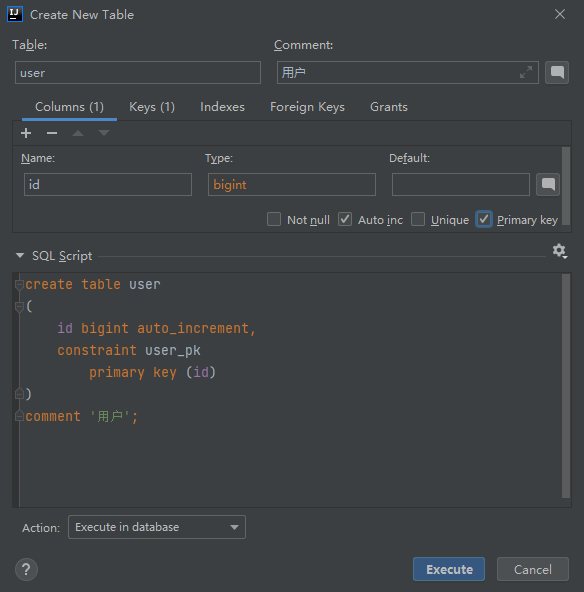 IJ Create New Table
Table: Comment:
user 用户
Columns (1) Keys (1) Indexes Foreign Keys Grants
Name: Type: Default:
id bigint
Not null Auto inc Unique Primary key
SQL Script
create table user
(
id bigint auto_increment,
constraint user_pk
primary key (id)
)
comment '用户';
Action: Execute in database
? Execute Cancel